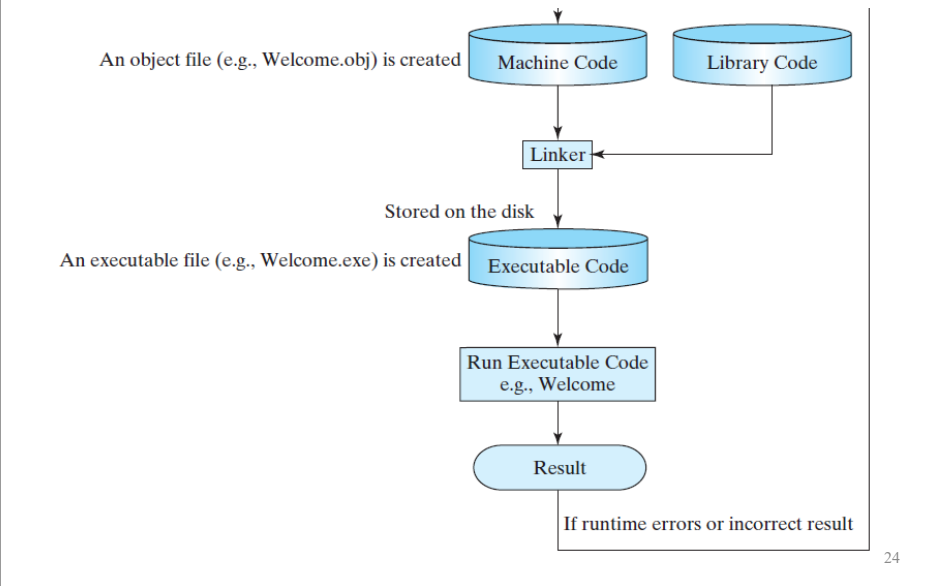 An object file (e.g., Welcome.obj) is created
Machine Code
Library Code
Linker
Stored on the disk
An executable file (e.g., Welcome.exe) is created
Executable Code
Run Executable Code
e.g., Welcome
Result
If runtime errors or incorrect result
24